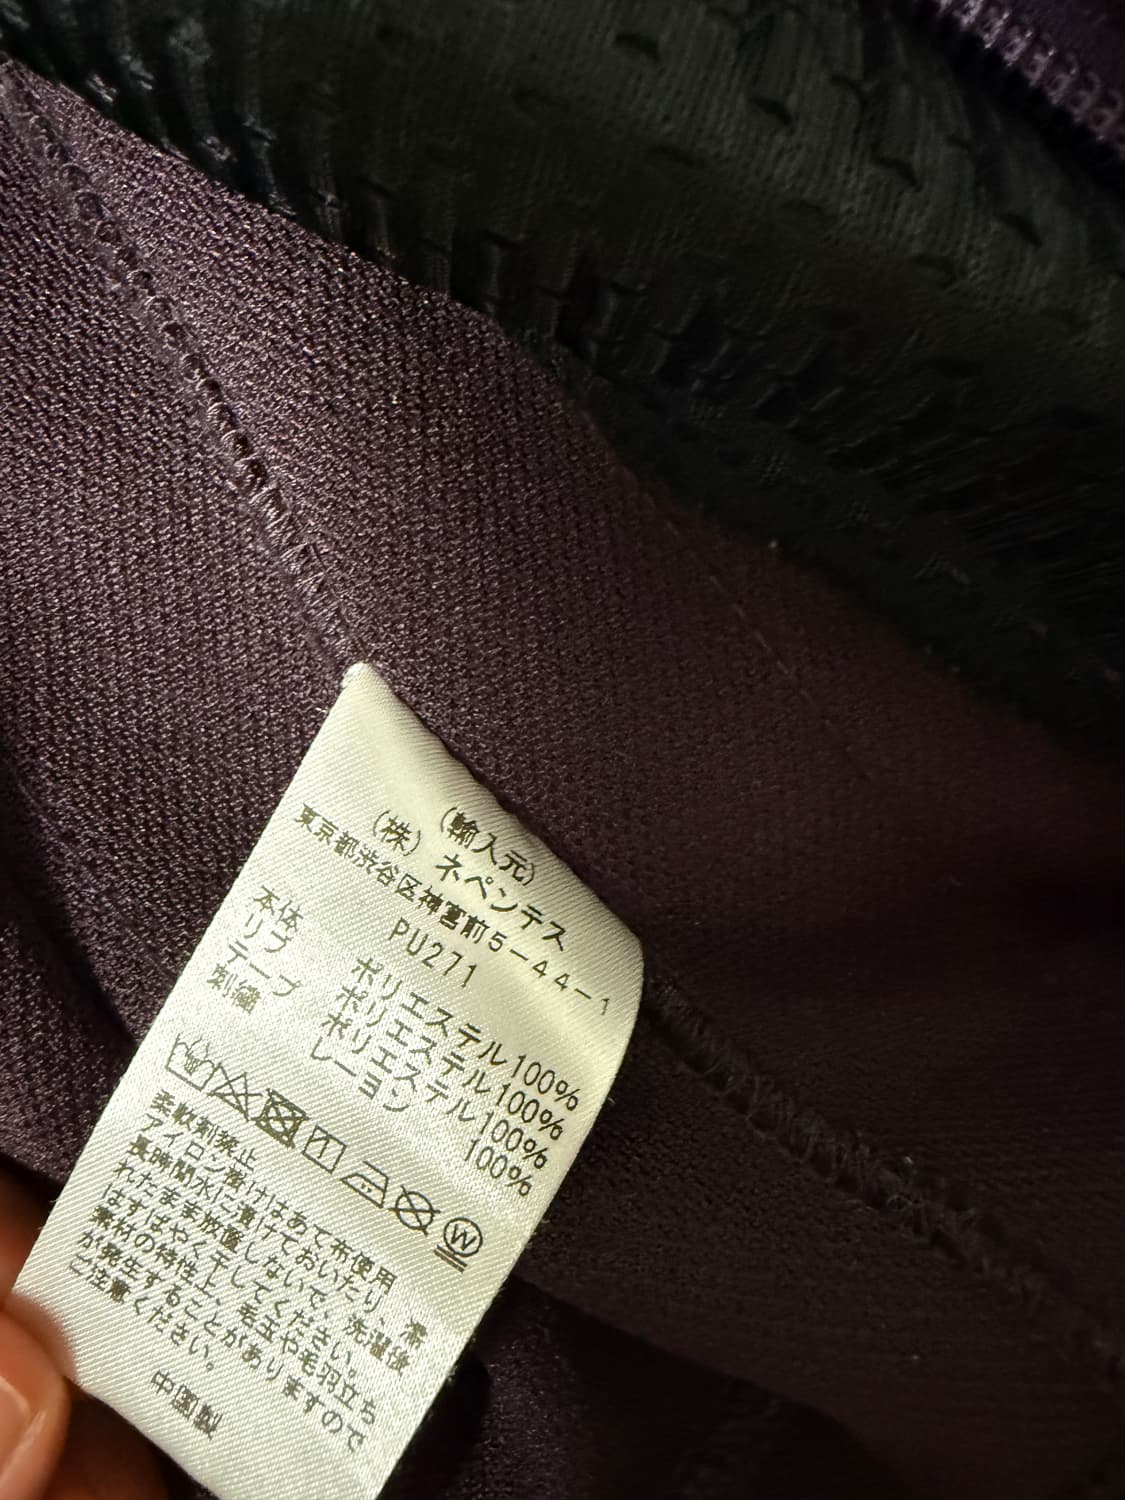 (輸入元)
(株) ネペンテス
東京都渋谷区神宮前5-44-1
PU271
本体 ポリエステル100%
リブ ポリエステル100%
テープ ポリエステル100%
刺繍 レーヨン 100%
W
柔軟剤禁止
アイロン掛けはあて布使用
長時間水に漬けておいたり、濡
れたまま放置しないで、洗濯後
はすばやく干してください。
素材の特性上、毛玉や毛羽立ち
が発生することがありますので
ご注意ください。
中国製